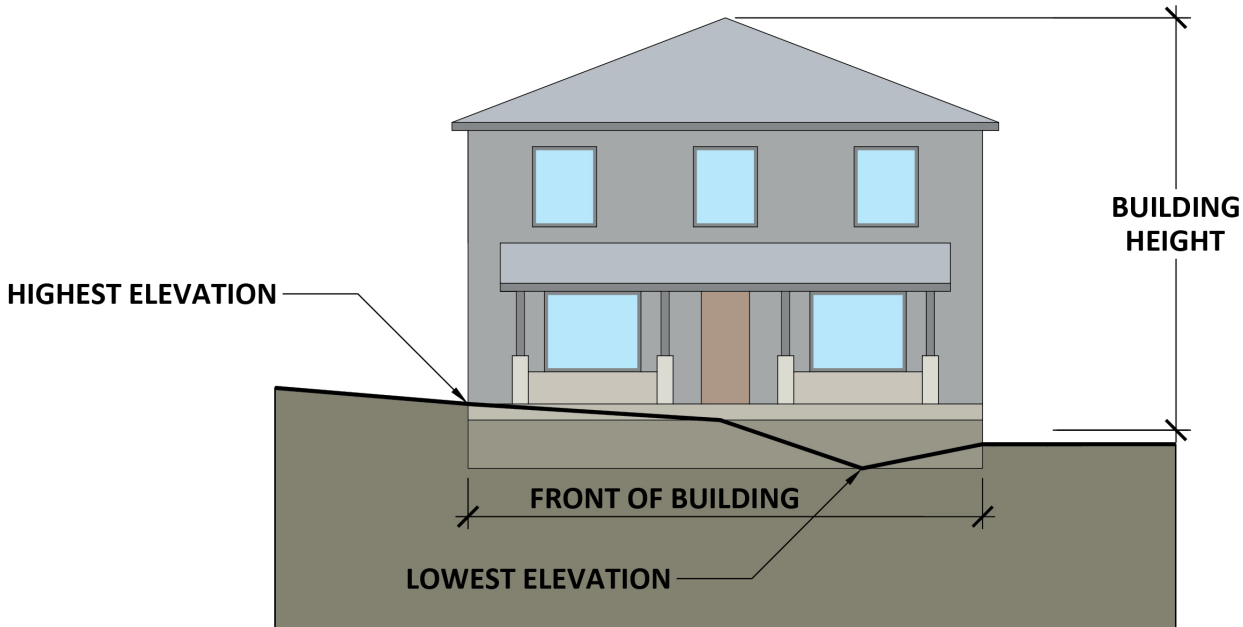 BUILDING
HEIGHT
HIGHEST ELEVATION
FRONT OF BUILDING
LOWEST ELEVATION